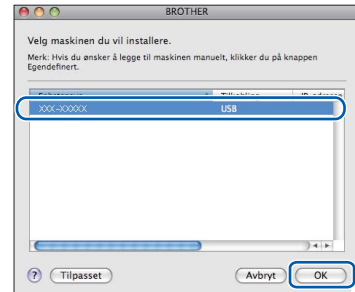 BROTHER
Velg maskinen du vil installere.
Merk: Hvis du ønsker å legge til maskinen manuelt, klikker du på knappen
Egendefinert.
XXX-XXXXX USB
? Tilpasset Avbryt OK